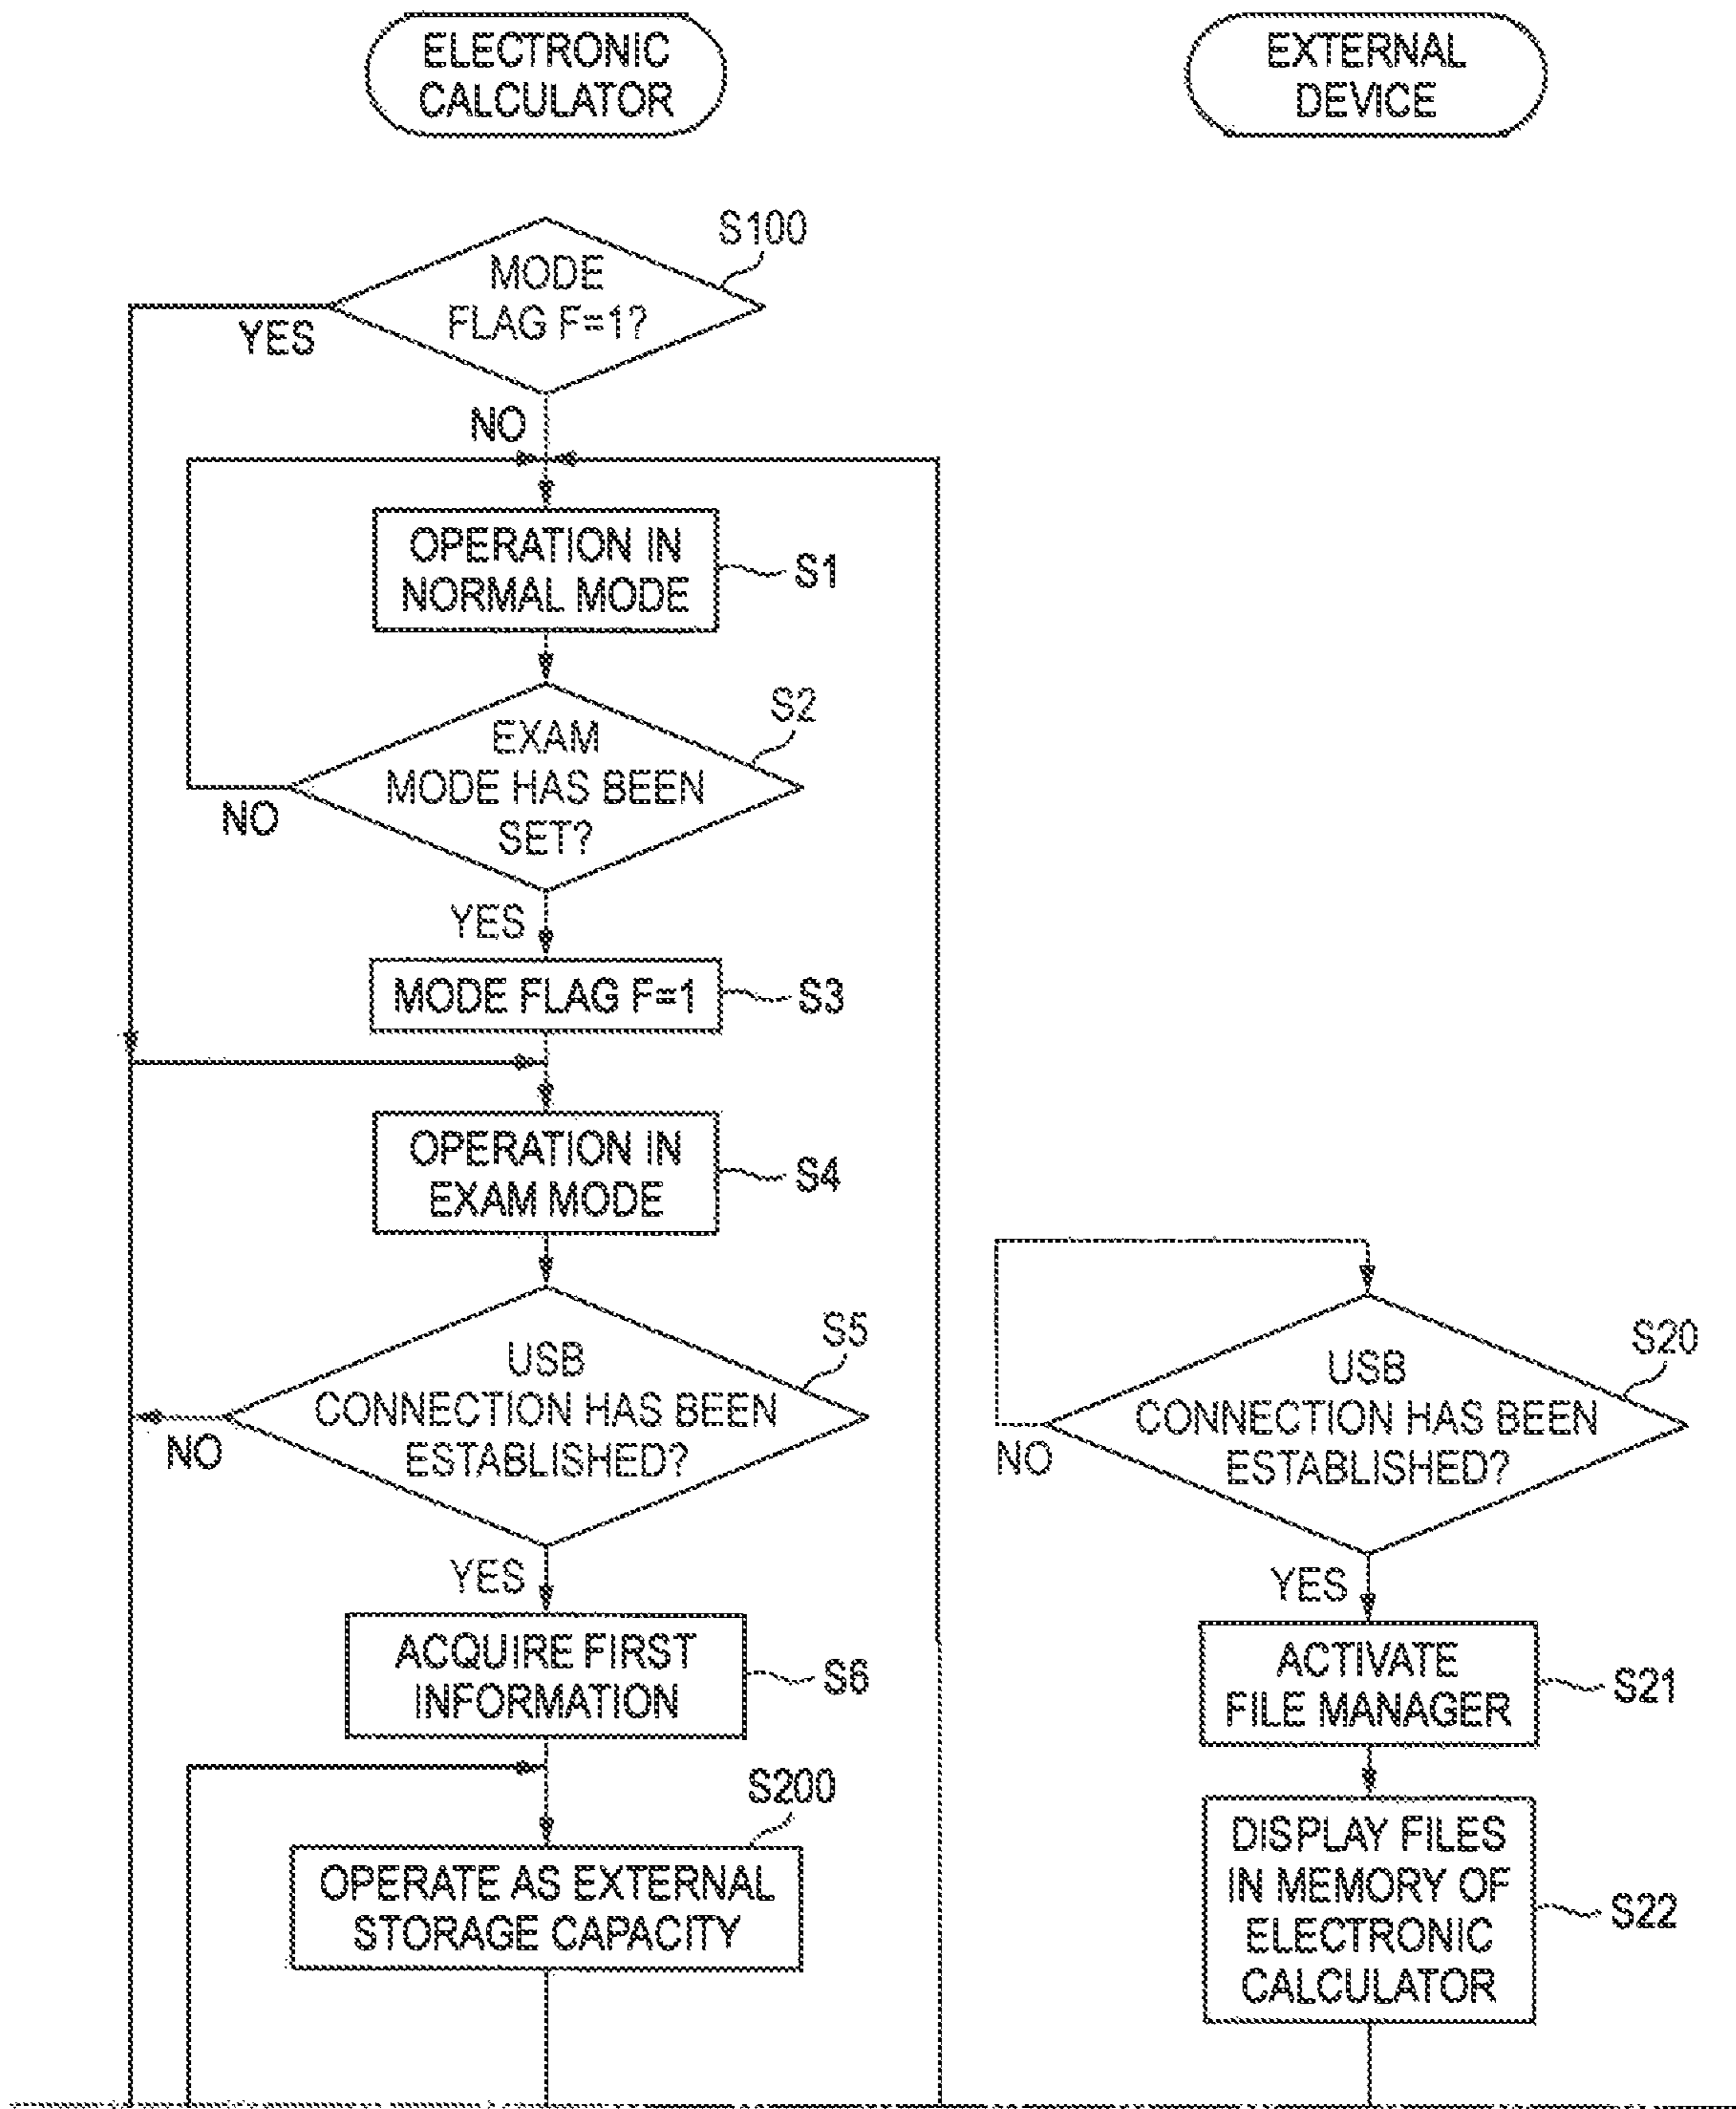 ELECTRONIC
CALCULATOR
EXTERNAL
DEVICE
S100
MODE
FLAG F=1?
YES
NO
OPERATION IN
NORMAL MODE
S1
S2
EXAM
MODE HAS BEEN
SET?
NO
YES
MODE FLAG F=1
S3
OPERATION IN
EXAM MODE
S4
S5
USB
CONNECTION HAS BEEN
ESTABLISHED?
NO
YES
ACQUIRE FIRST
INFORMATION
S6
S200
OPERATE AS EXTERNAL
STORAGE CAPACITY
S20
USB
CONNECTION HAS BEEN
ESTABLISHED?
NO
YES
ACTIVATE
FILE MANAGER
S21
DISPLAY FILES
IN MEMORY OF
ELECTRONIC
CALCULATOR
S22